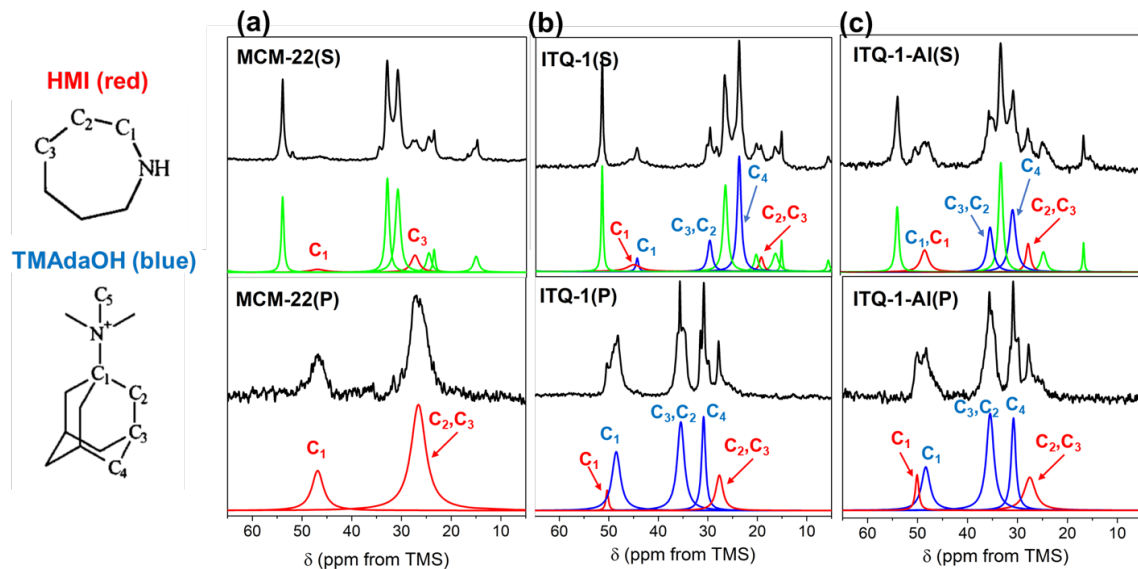 (a)
(b)
(c)
HMI (red)
C2
C1
C3
NH
TMAdaOH (blue)
C5
N+
C1
C2
C3
C4
MCM-22(S)
C1
C3
MCM-22(P)
C1
C2,C3
65 50 40 30 20 10
δ (ppm from TMS)
ITQ-1(S)
C1
C1
C3,C2
C4
C2,C3
ITQ-1(P)
C1
C1
C3,C2
C4
C2,C3
60 50 40 30 20 10
δ (ppm from TMS)
ITQ-1-Al(S)
C1,C1
C3,C2
C4
C2,C3
ITQ-1-Al(P)
C1
C1
C3,C2
C4
C2,C3
60 50 40 30 20 10
δ (ppm from TMS)